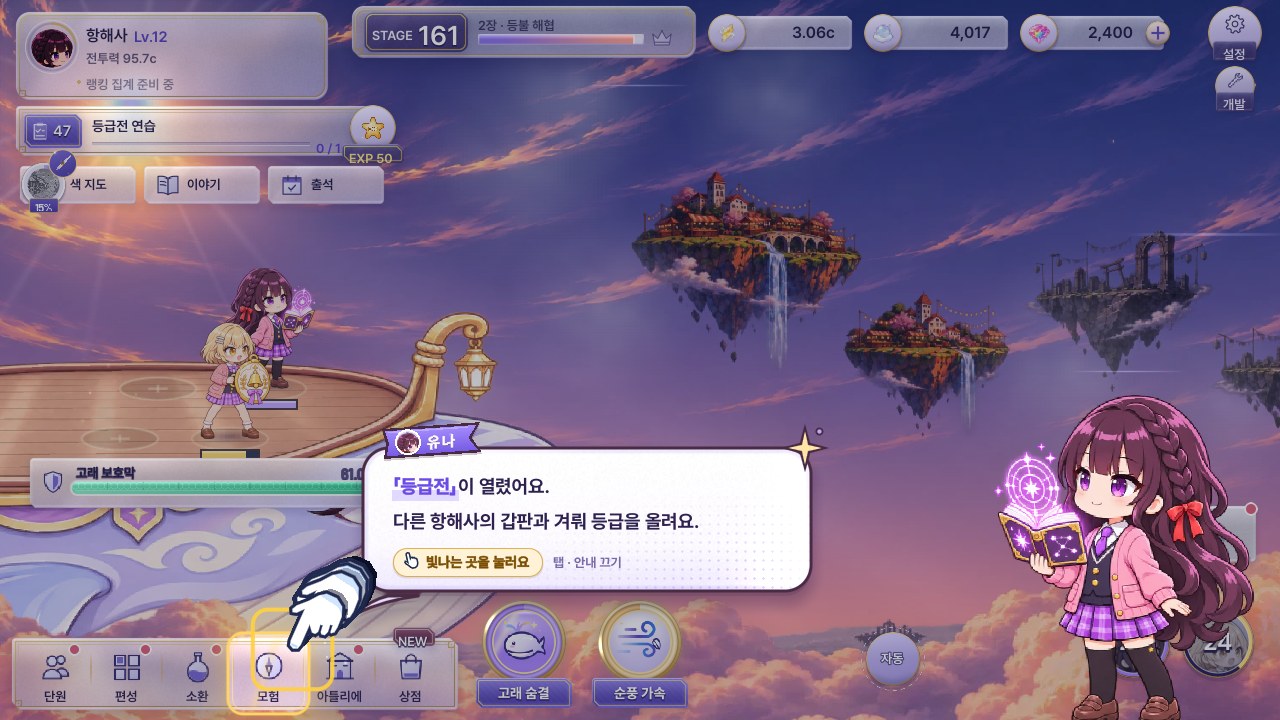 항해사 Lv.12
전투력 95.7c
* 랭킹 집계 준비 중
STAGE 161
2장 · 등불 해협
3.06c
4,017
2,400
설정
개발
47
등급전 연습
0 / 1
EXP 50
색 지도
15%
이야기
출석
고래 보호막
61.0
유나
「등급전」이 열렸어요.
다른 항해사의 갑판과 겨뤄 등급을 올려요.
빛나는 곳을 눌러요
탭 · 안내 끄기
단원
편성
소환
모험
아틀리에
NEW
상점
고래 숨결
순풍 가속
자동
24